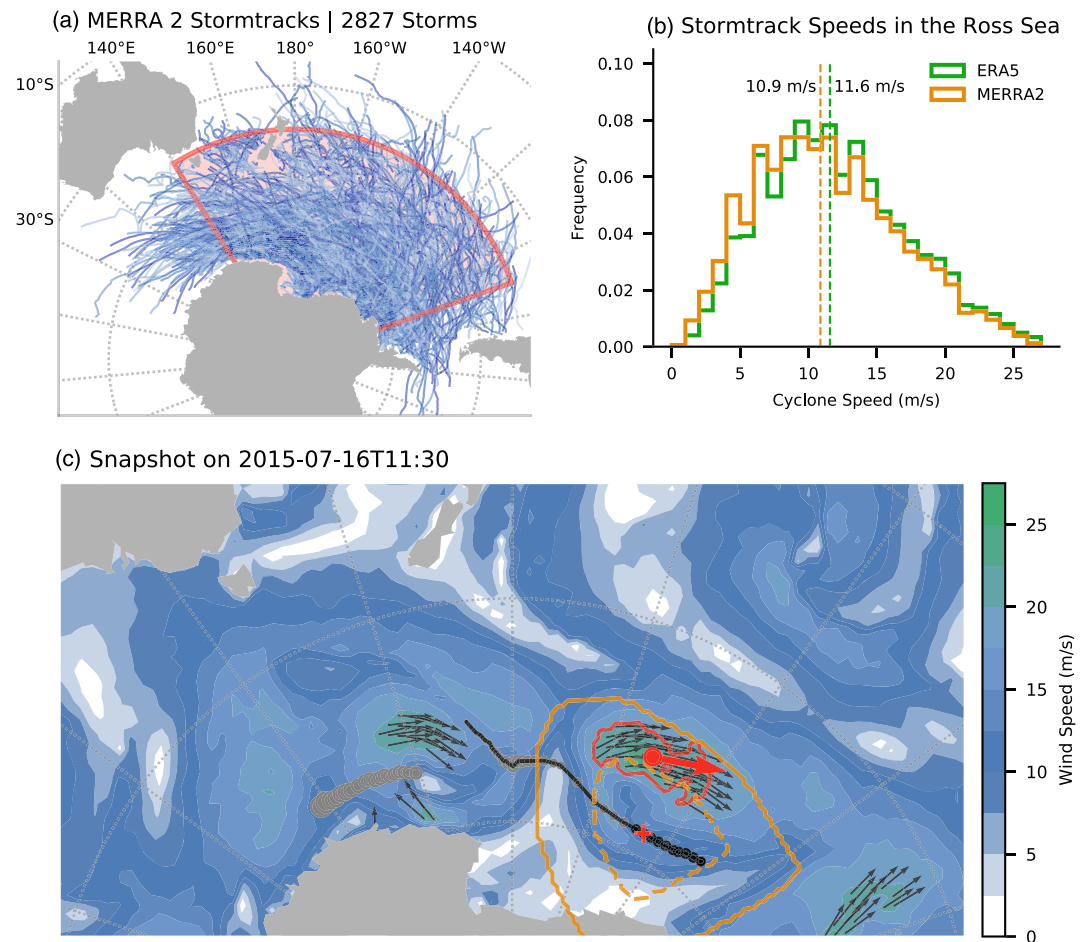 (a) MERRA 2 Stormtracks | 2827 Storms
140°E 160°E 180° 160°W 140°W
10°S
30°S
(b) Stormtrack Speeds in the Ross Sea
ERA5
MERRA2
10.9 m/s 11.6 m/s
Frequency
0.10
0.08
0.06
0.04
0.02
0.00
0 5 10 15 20 25
Cyclone Speed (m/s)
(c) Snapshot on 2015-07-16T11:30
25
20
15
10
5
0
Wind Speed (m/s)